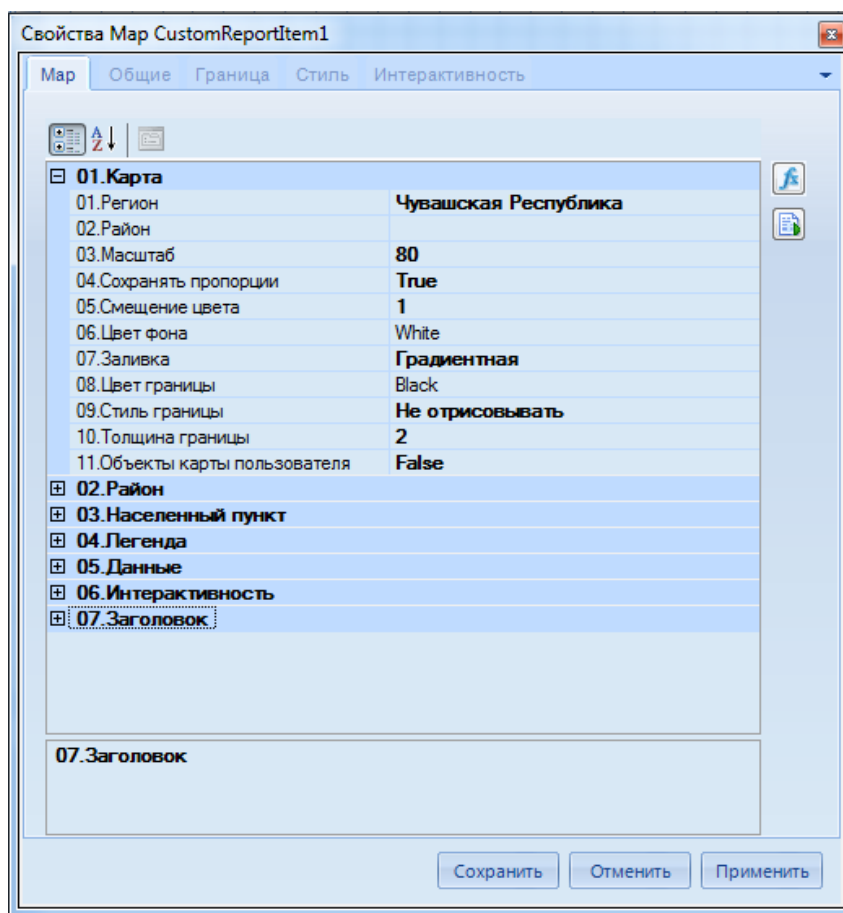 Свойства Map CustomReportItem1
Map Общие Граница Стиль Интерактивность
01.Карта
01.Регион Чувашская Республика
02.Район
03.Масштаб 80
04.Сохранять пропорции True
05.Смещение цвета 1
06.Цвет фона White
07.Заливка Градиентная
08.Цвет границы Black
09.Стиль границы Не отрисовывать
10.Толщина границы 2
11.Объекты карты пользователя False
02.Район
03.Населенный пункт
04.Легенда
05.Данные
06.Интерактивность
07.Заголовок
07.Заголовок
Сохранить Отменить Применить